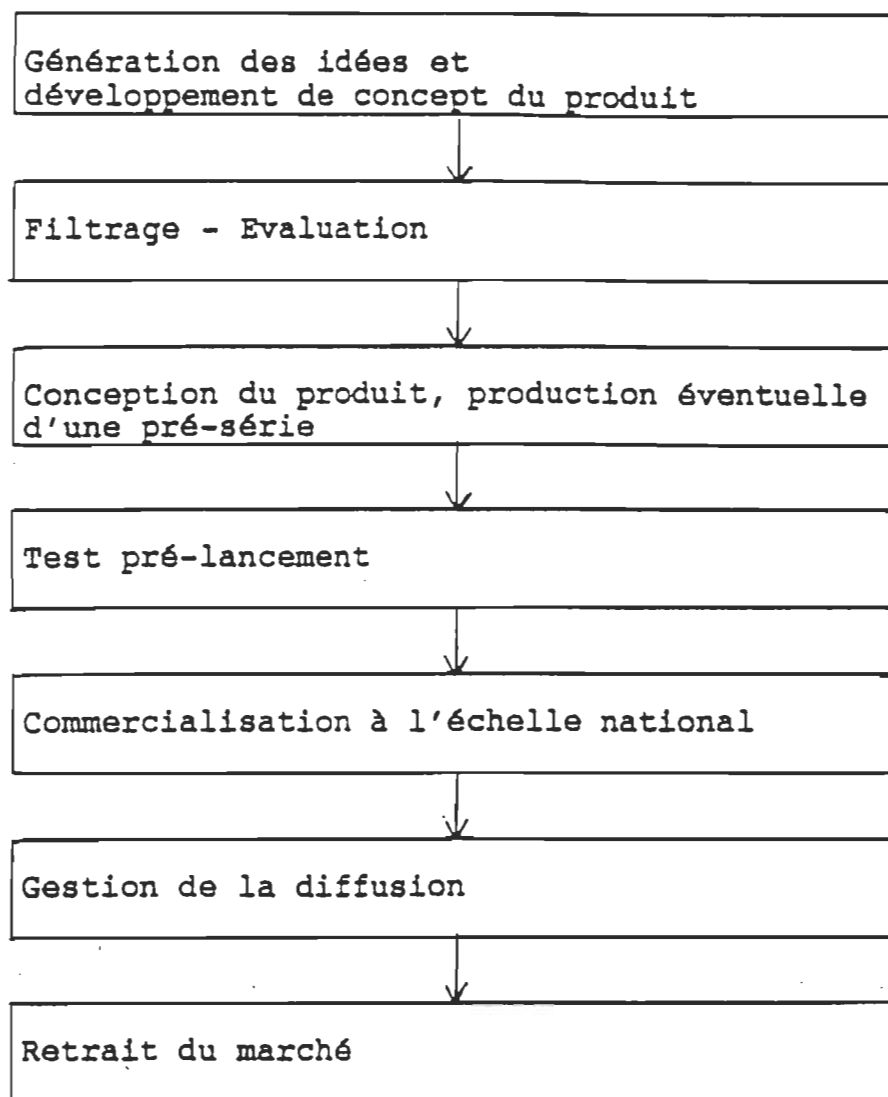 Génération des idées et
développement de concept du produit
Filtrage - Evaluation
Conception du produit, production éventuelle
d'une pré-série
Test pré-lancement
Commercialisation à l'échelle national
Gestion de la diffusion
Retrait du marché